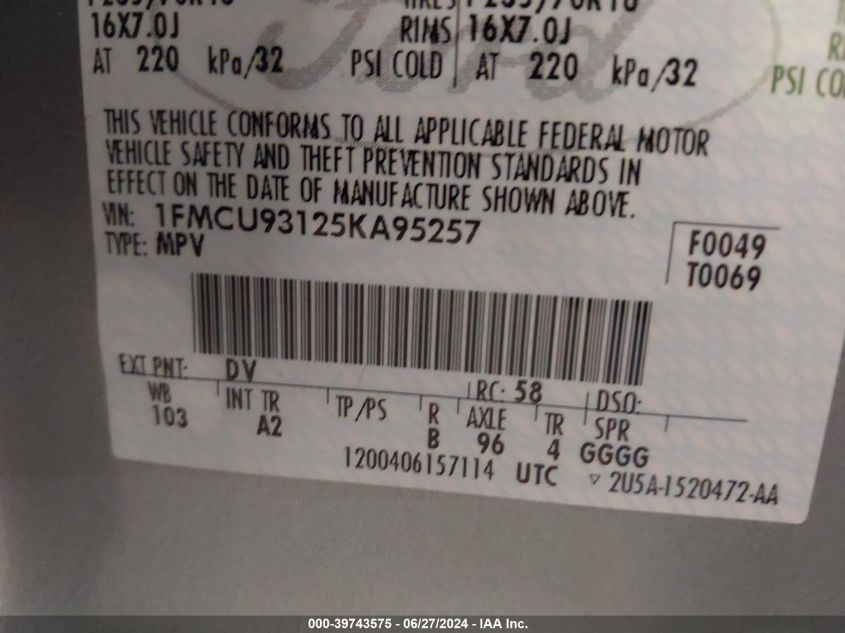 16X7.0J RIMS 16X7.0J
AT 220 kPa/32 PSI COLD AT 220 kPa/32 PSI CO
Ford
THIS VEHICLE CONFORMS TO ALL APPLICABLE FEDERAL MOTOR
VEHICLE SAFETY AND THEFT PREVENTION STANDARDS IN
EFFECT ON THE DATE OF MANUFACTURE SHOWN ABOVE.
VIN: 1FMCU93125KA95257
TYPE: MPV
F0049
T0069
EXT PNT: DV RC: 58 DSO:
WB INT TR TP/PS R AXLE TR SPR
103 A2 B 96 4 GGGG
1200406157114 UTC ▽ 2U5A-1520472-AA
000-39743575 - 06/27/2024 - IAA Inc.